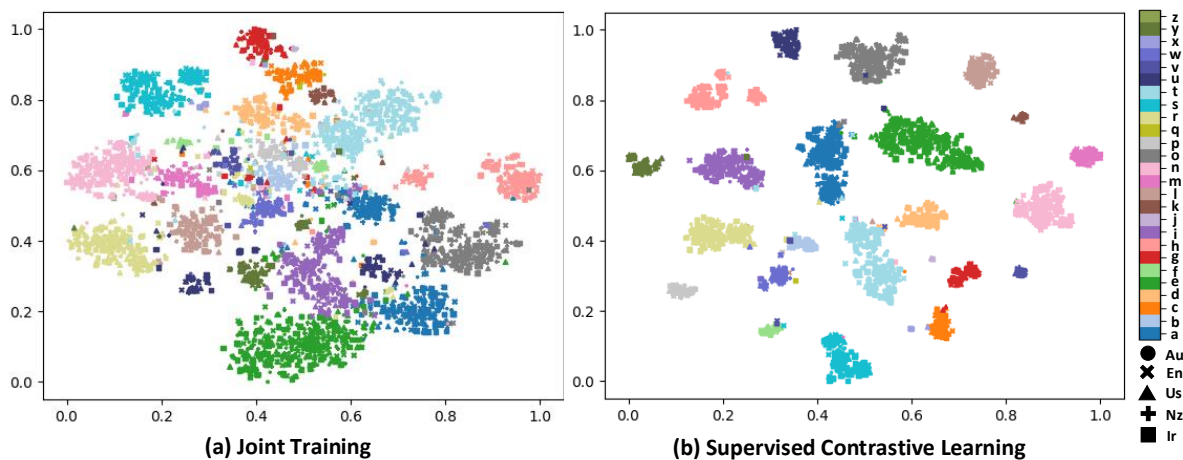 1.0
0.8
0.6
0.4
0.2
0.0
0.0 0.2 0.4 0.6 0.8 1.0
(a) Joint Training
1.0
0.8
0.6
0.4
0.2
0.0
0.0 0.2 0.4 0.6 0.8 1.0
(b) Supervised Contrastive Learning
z
y
x
w
v
u
t
s
r
q
p
o
n
m
l
k
j
i
h
g
f
e
d
c
b
a
Au
En
Us
Nz
Ir